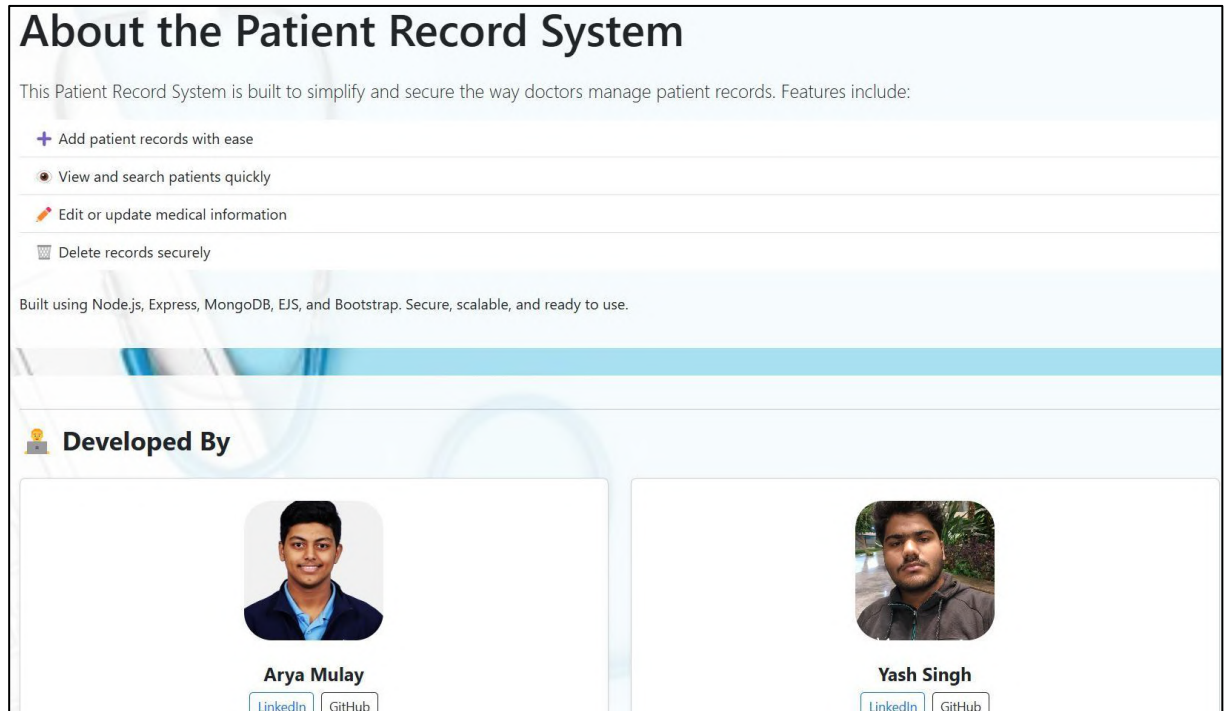 About the Patient Record System
This Patient Record System is built to simplify and secure the way doctors manage patient records. Features include:
Add patient records with ease
View and search patients quickly
Edit or update medical information
Delete records securely
Built using Node.js, Express, MongoDB, EJS, and Bootstrap. Secure, scalable, and ready to use.
Developed By
Arya Mulay
LinkedIn GitHub
Yash Singh
LinkedIn GitHub